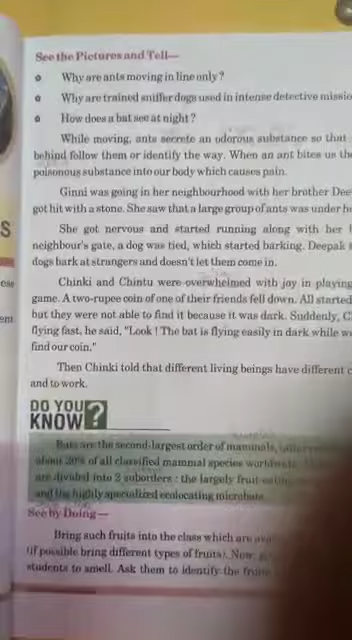 See the Pictures and Tell—
Why are ants moving in line only ?
Why are trained sniffer dogs used in intense detective missio
How does a bat see at night ?
While moving, ants secrete an odorous substance so that
behind follow them or identify the way. When an ant bites us the
poisonous substance into our body which causes pain.
Ginni was going in her neighbourhood with her brother Dee
got hit with a stone. She saw that a large group of ants was under he
She got nervous and started running along with her
neighbour's gate, a dog was tied, which started barking. Deepak
dogs bark at strangers and doesn't let them come in.
Chinki and Chintu were overwhelmed with joy in playing
game. A two-rupee coin of one of their friends fell down. All started
but they were not able to find it because it was dark. Suddenly, C
flying fast, he said, "Look ! The bat is flying easily in dark while w
find our coin."
Then Chinki told that different living beings have different c
and to work.
DO YOU
KNOW ?
Bats are the second-largest order of mammals,
about 20% of all classified mammal species worldwide.
are divided into 2 suborders : the largely fruit-eating
and the highly specialized ecolocating microbats.
See by Doing—
Bring such fruits into the class which are avai
(if possible bring different types of fruits). Now,
students to smell. Ask them to identify the fruits